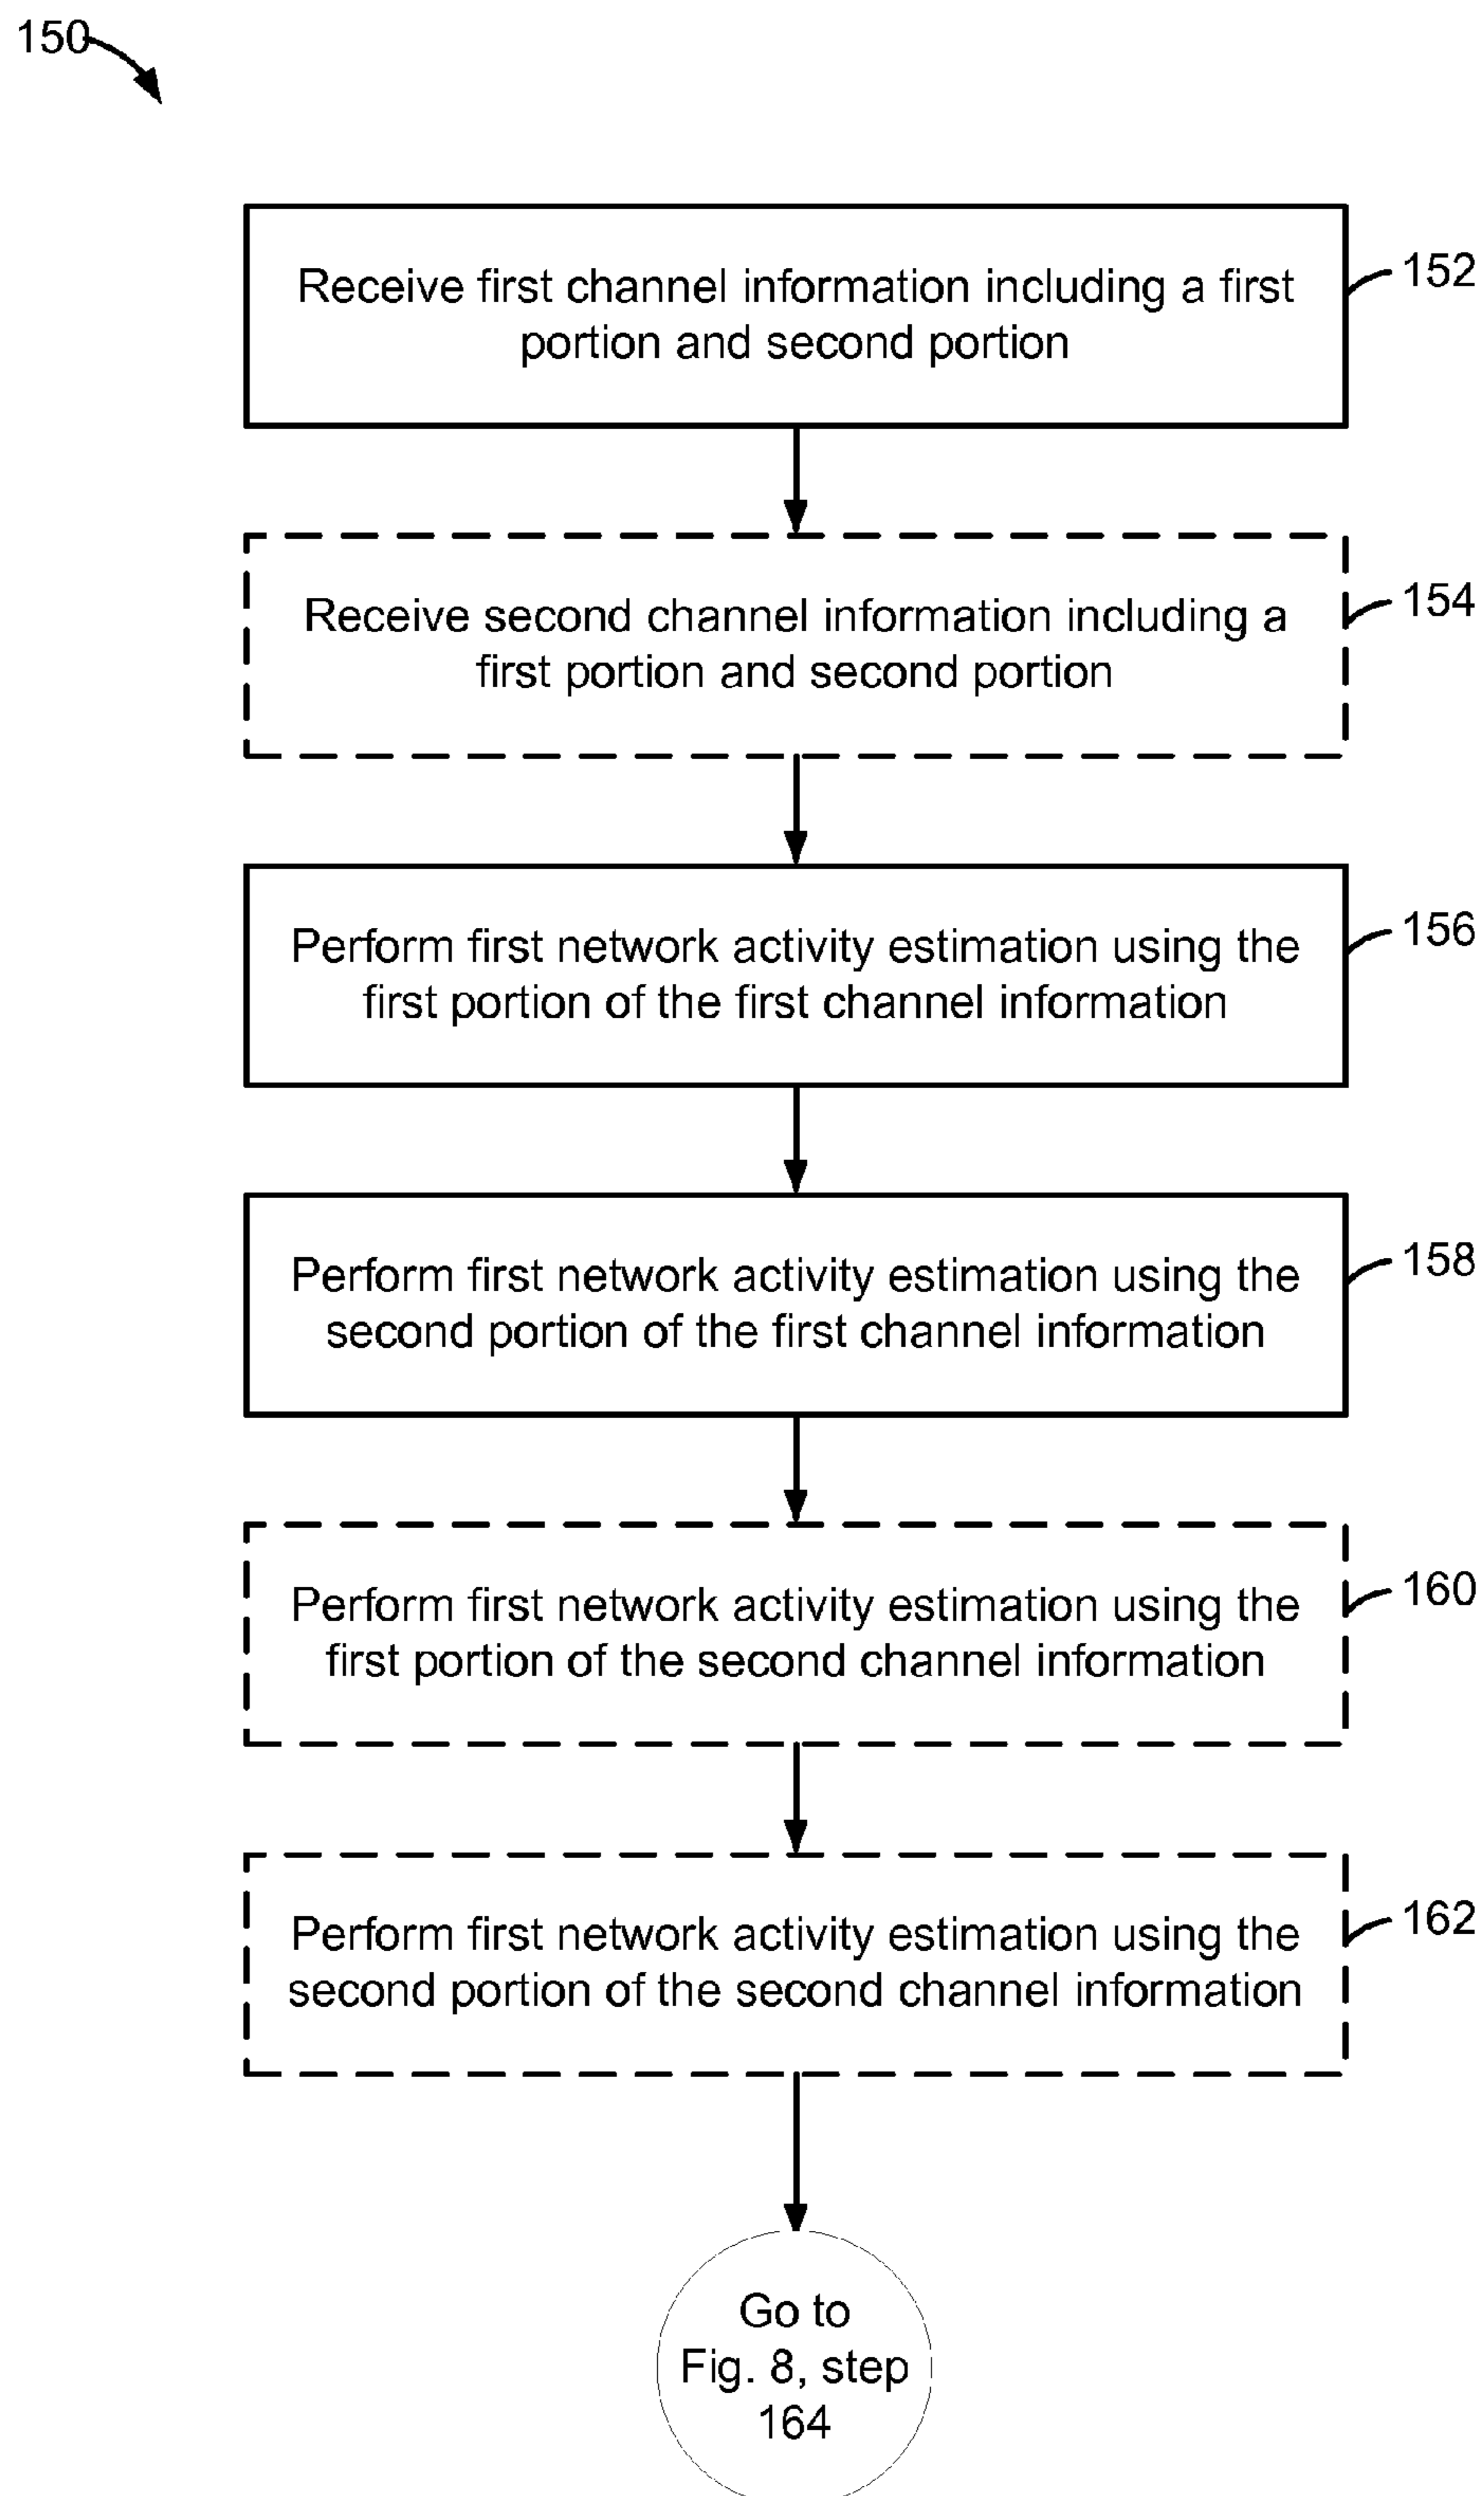 150
Receive first channel information including a first
portion and second portion
152
Receive second channel information including a
first portion and second portion
154
Perform first network activity estimation using the
first portion of the first channel information
156
Perform first network activity estimation using the
second portion of the first channel information
158
Perform first network activity estimation using the
first portion of the second channel information
160
Perform first network activity estimation using the
second portion of the second channel information
162
Go to
Fig. 8, step
164